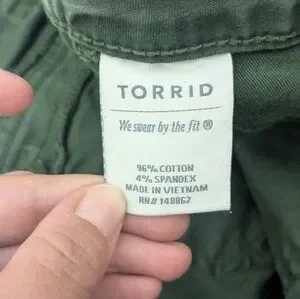 TORRID
We swear by the fit ®
96% COTTON
4% SPANDEX
MADE IN VIETNAM
RN# 148862